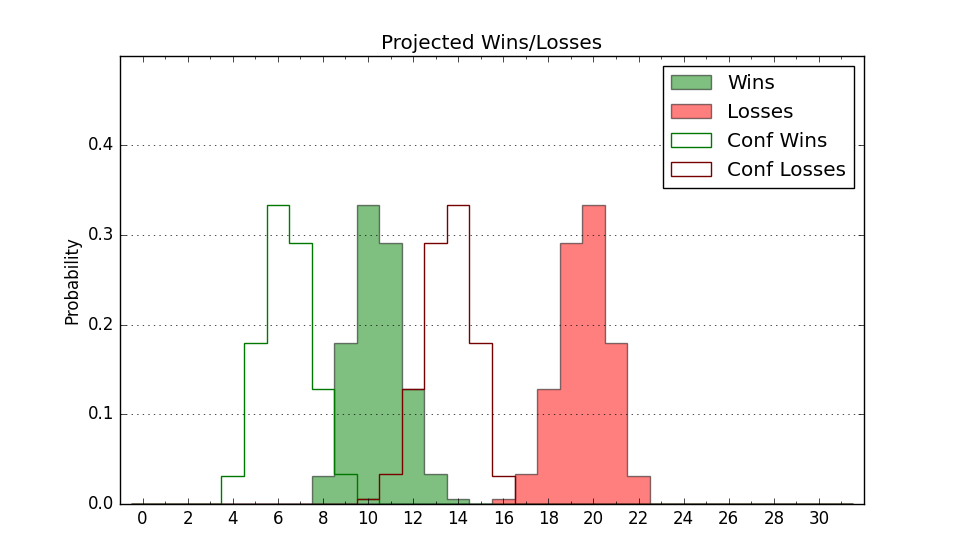 Projected Wins/Losses
Wins
Losses
Conf Wins
Conf Losses
Probability
0.4
0.3
0.2
0.1
0.0
0 2 4 6 8 10 12 14 16 18 20 22 24 26 28 30